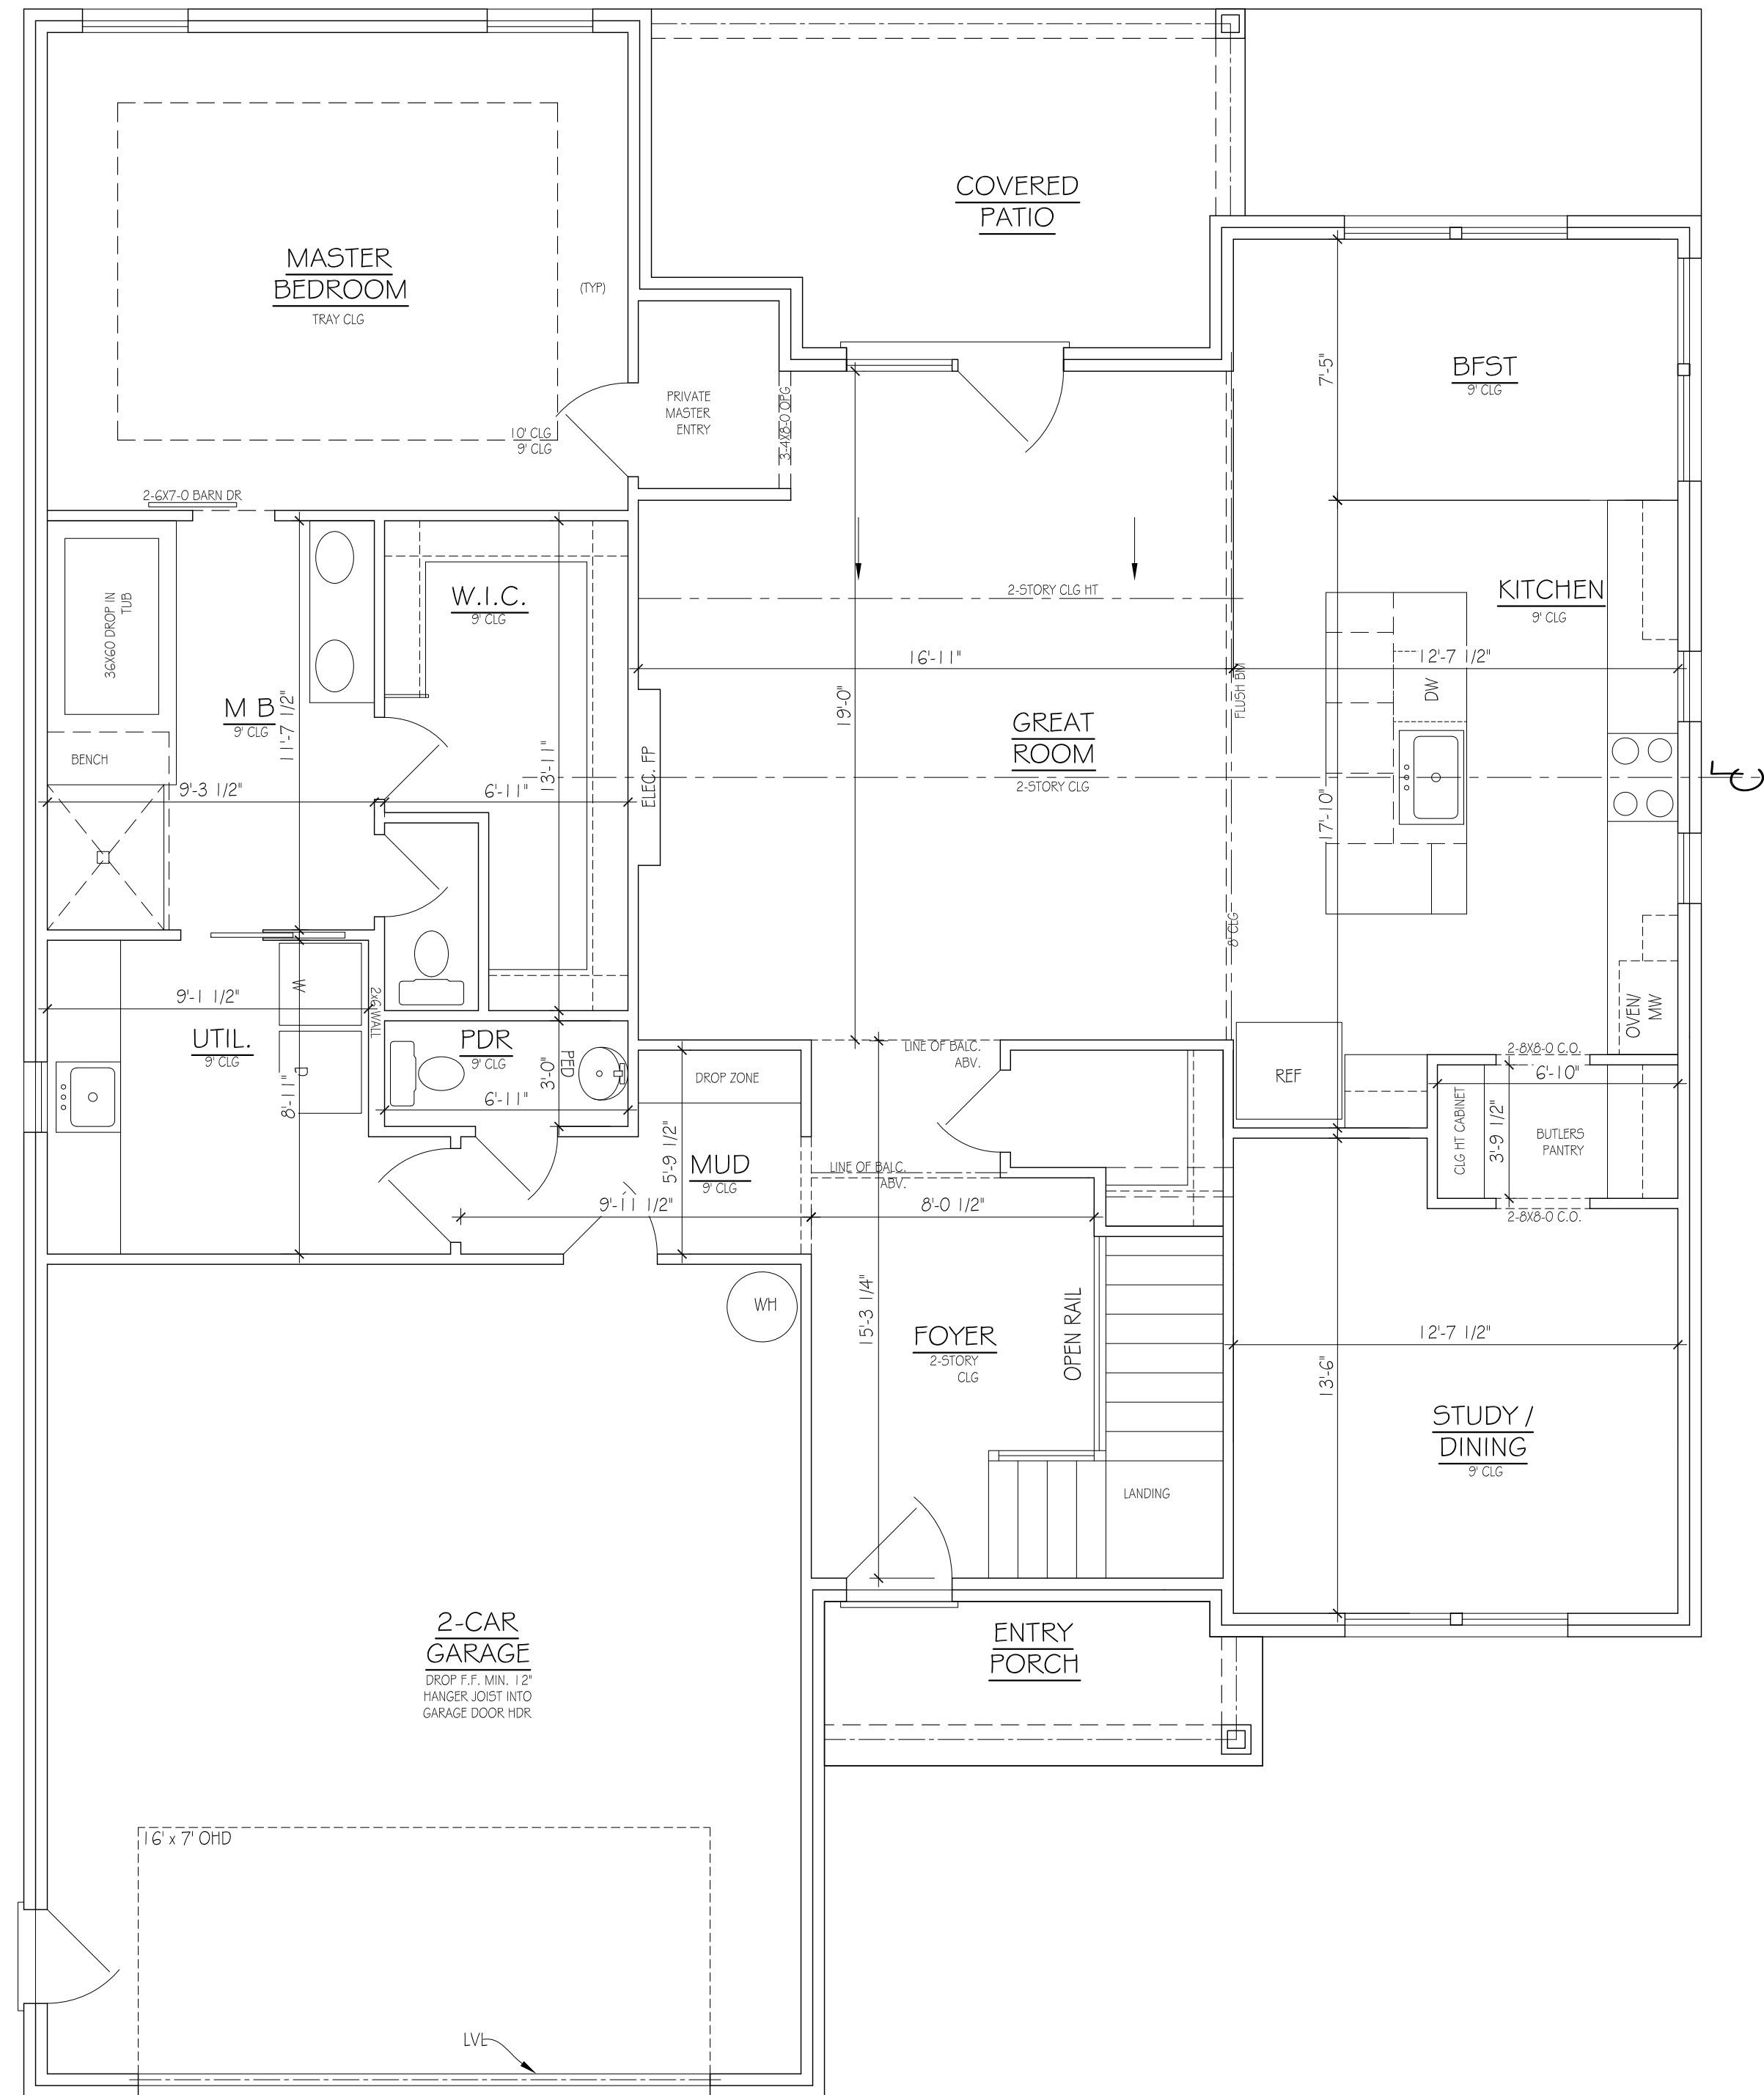 COVERED
PATIO
MASTER
BEDROOM
TRAY CLG
(TYP)
10' CLG
9' CLG
PRIVATE
MASTER
ENTRY
3-4X8-0 OPG
BFST
9' CLG
7'-5"
2-6X7-0 BARN DR
36X60 DROP IN
TUB
W.I.C.
9' CLG
2-STORY CLG HT
KITCHEN
9' CLG
16'-11"
12'-7 1/2"
FLUSH BM
DW
19'-0"
M B
9' CLG
11'-7 1/2"
GREAT
ROOM
2-STORY CLG
BENCH
13'-11"
ELEC. FP
9'-3 1/2"
6'-11"
17'-10"
CL
8' CLG
9'-1 1/2"
W
2x6 WALL
UTIL.
9' CLG
D
8'-11"
PDR
9' CLG
3'-0"
PED
6'-11"
DROP ZONE
LINE OF BALC.
ABV.
REF
OVEN/
MW
2-8X8-0 C.O.
6'-10"
CLG HT CABINET
3'-9 1/2"
BUTLERS
PANTRY
2-8X8-0 C.O.
5'-9 1/2"
MUD
9' CLG
LINE OF BALC.
ABV.
9'-11 1/2"
8'-0 1/2"
WH
15'-3 1/4"
FOYER
2-STORY
CLG
OPEN RAIL
12'-7 1/2"
13'-6"
STUDY /
DINING
9' CLG
LANDING
2-CAR
GARAGE
DROP F.F. MIN. 12"
HANGER JOIST INTO
GARAGE DOOR HDR
ENTRY
PORCH
16' x 7' OHD
LVL